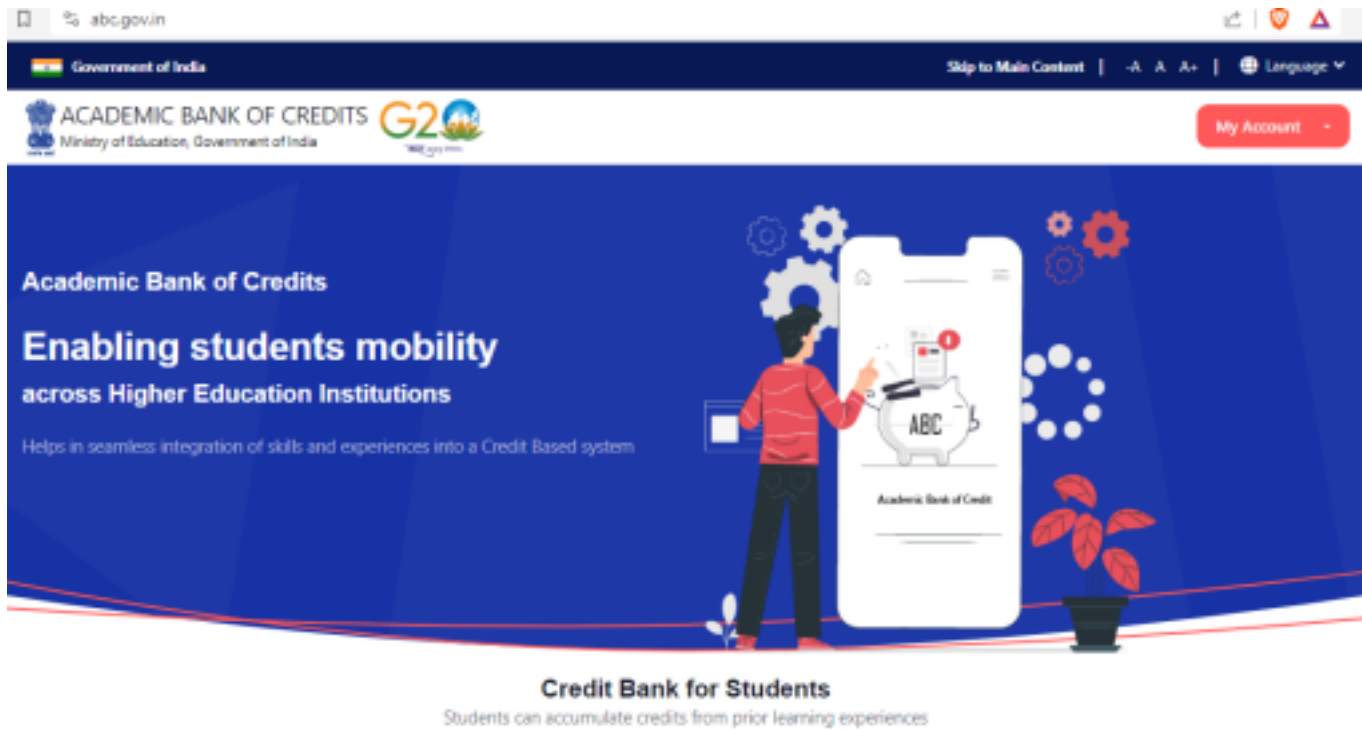 abc.gov.in
Government of India
Skip to Main Content | -A A A+ | Language
ACADEMIC BANK OF CREDITS
Ministry of Education, Government of India
G20
My Account
Academic Bank of Credits
Enabling students mobility
across Higher Education Institutions
Helps in seamless integration of skills and experiences into a Credit Based system
ABC
Academic Bank of Credit
Credit Bank for Students
Students can accumulate credits from prior learning experiences